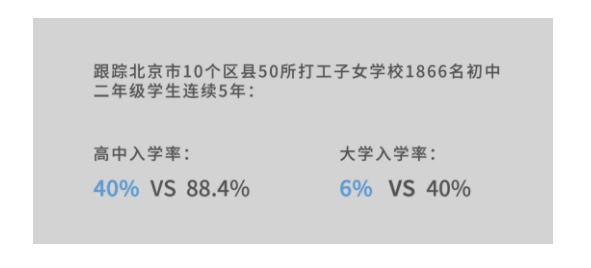 跟踪北京市10个区县50所打工子女学校1866名初中
二年级学生连续5年：
高中入学率：
大学入学率：
40% VS 88.4%
6% VS 40%